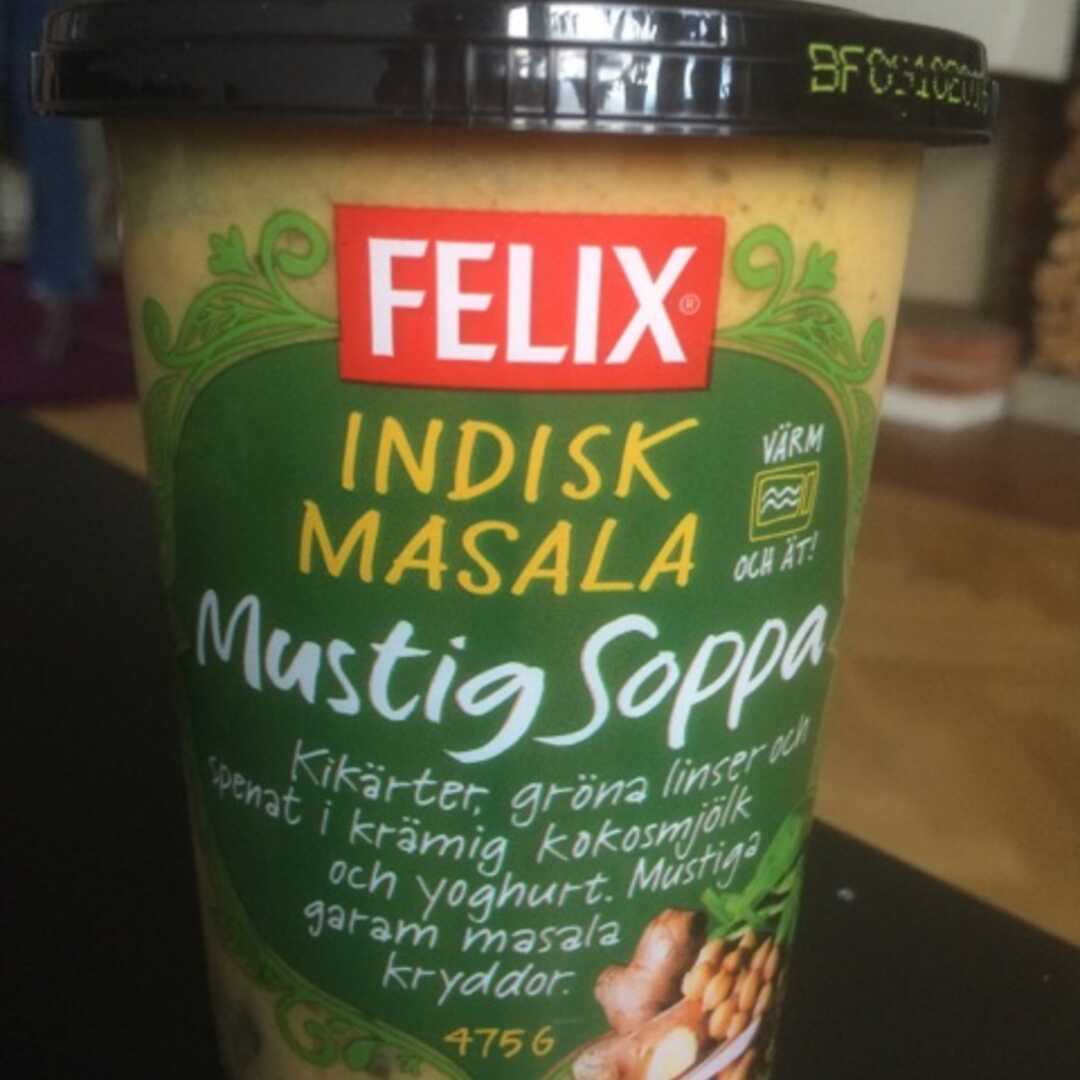 FELIX®
INDISK
MASALA
VÄRM
OCH ÄT!
Mustig Soppa
Kikärter, gröna linser och
spenat i krämig kokosmjölk
och yoghurt. Mustiga
garam masala
kryddor.
475 G